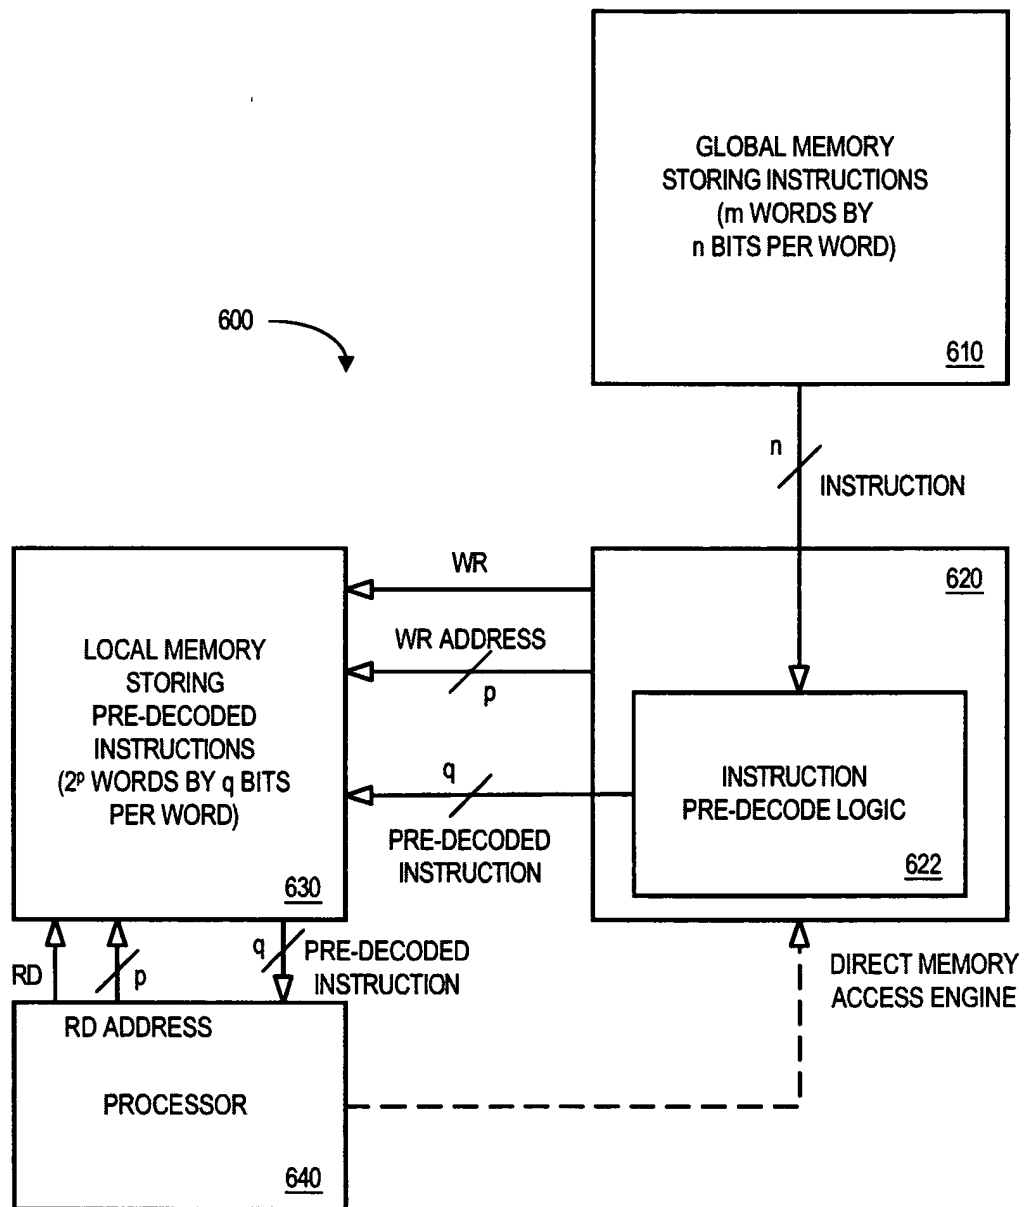 GLOBAL MEMORY
STORING INSTRUCTIONS
(m WORDS BY
n BITS PER WORD)
610
600
n
INSTRUCTION
620
WR
WR ADDRESS
p
LOCAL MEMORY
STORING
PRE-DECODED
INSTRUCTIONS
(2ᵖ WORDS BY q BITS
PER WORD)
630
q
PRE-DECODED
INSTRUCTION
INSTRUCTION
PRE-DECODE LOGIC
622
RD
p
q
PRE-DECODED
INSTRUCTION
DIRECT MEMORY
ACCESS ENGINE
RD ADDRESS
PROCESSOR
640